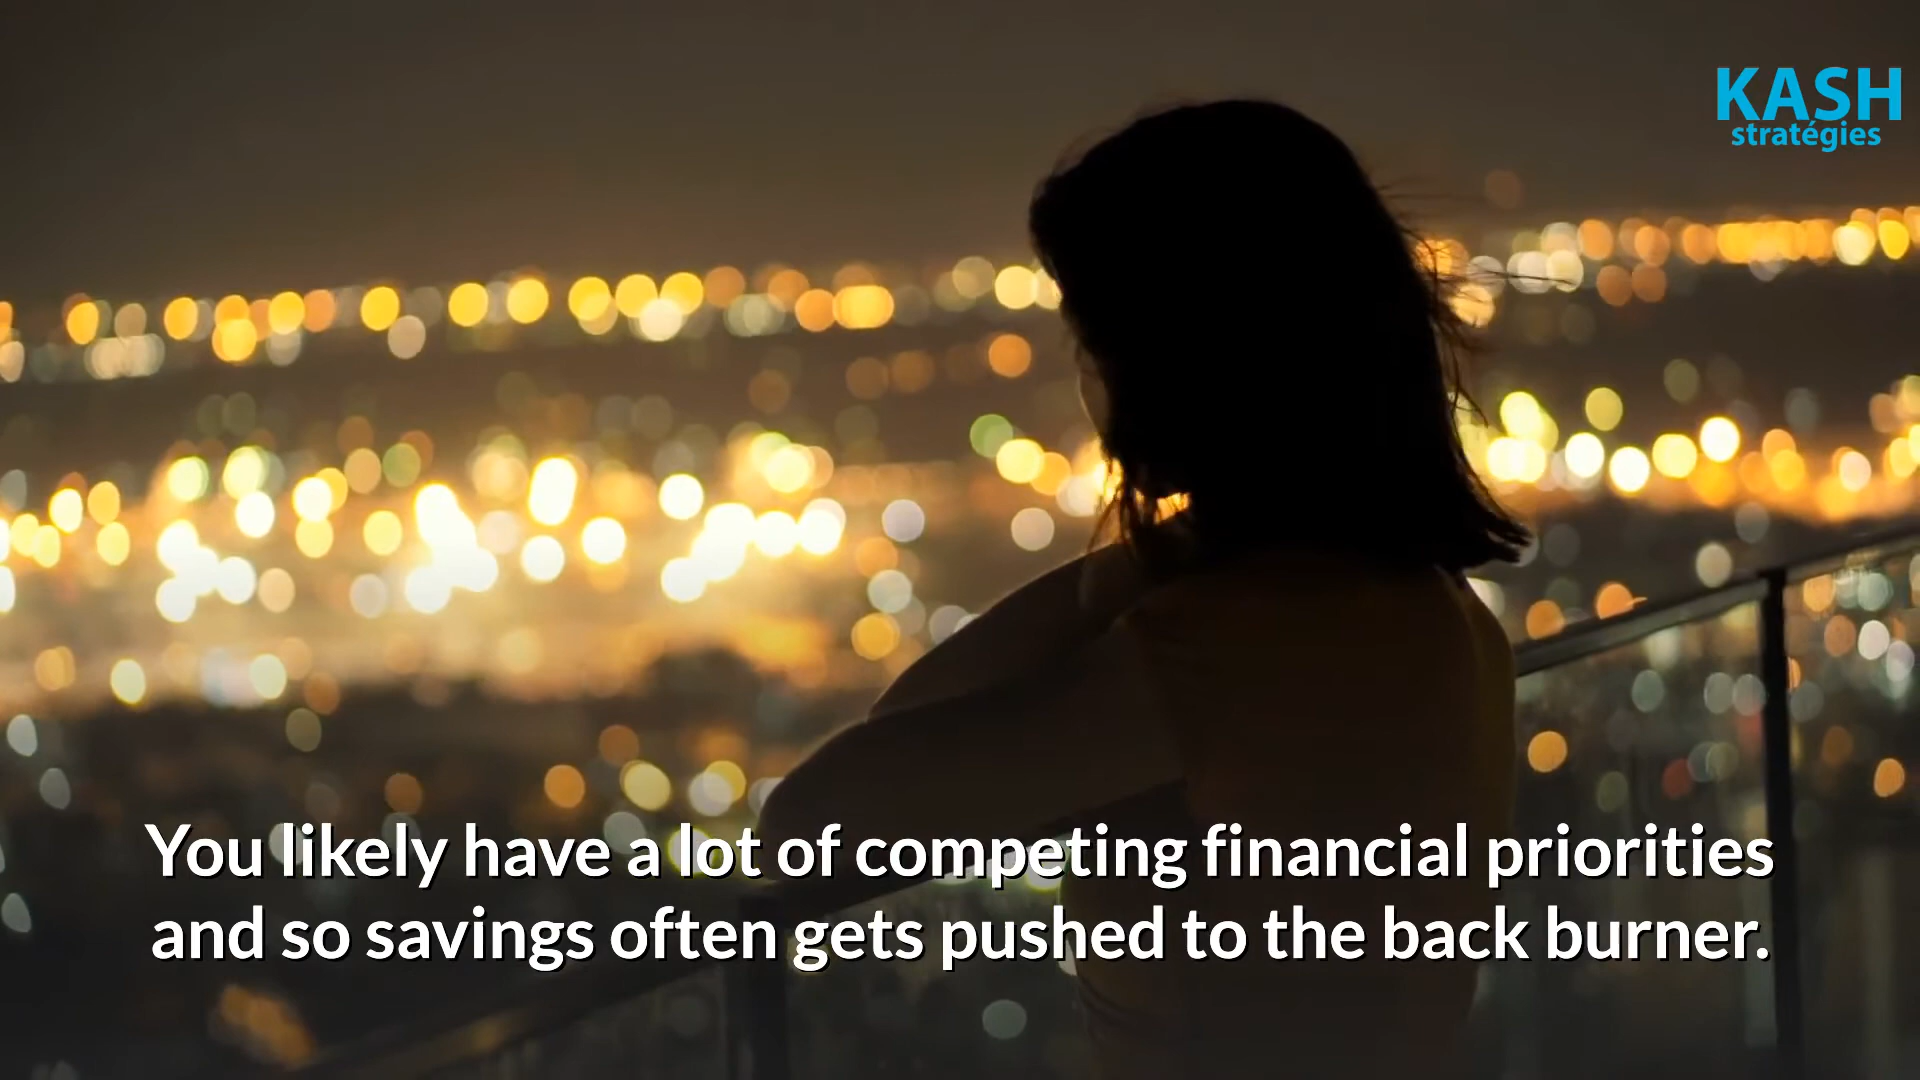 KASH
stratégies
You likely have a lot of competing financial priorities
and so savings often gets pushed to the back burner.